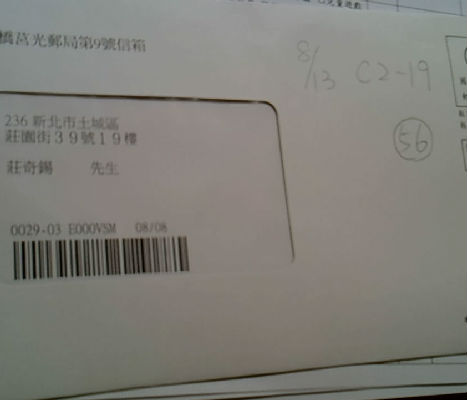 橋莒光郵局第9號信箱
8/13 C2-19
56
236 新北市土城區
莊園街39號19樓
莊奇錫 先生
0029-03 E000VSM 08/08